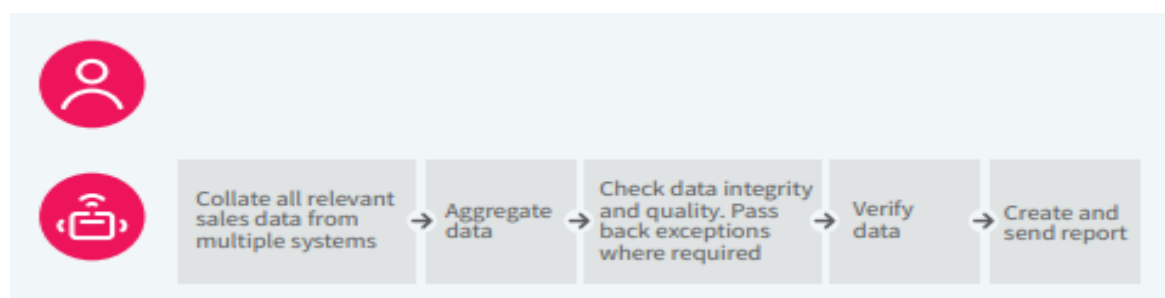 Collate all relevant
sales data from
multiple systems
Aggregate
data
Check data integrity
and quality. Pass
back exceptions
where required
Verify
data
Create and
send report